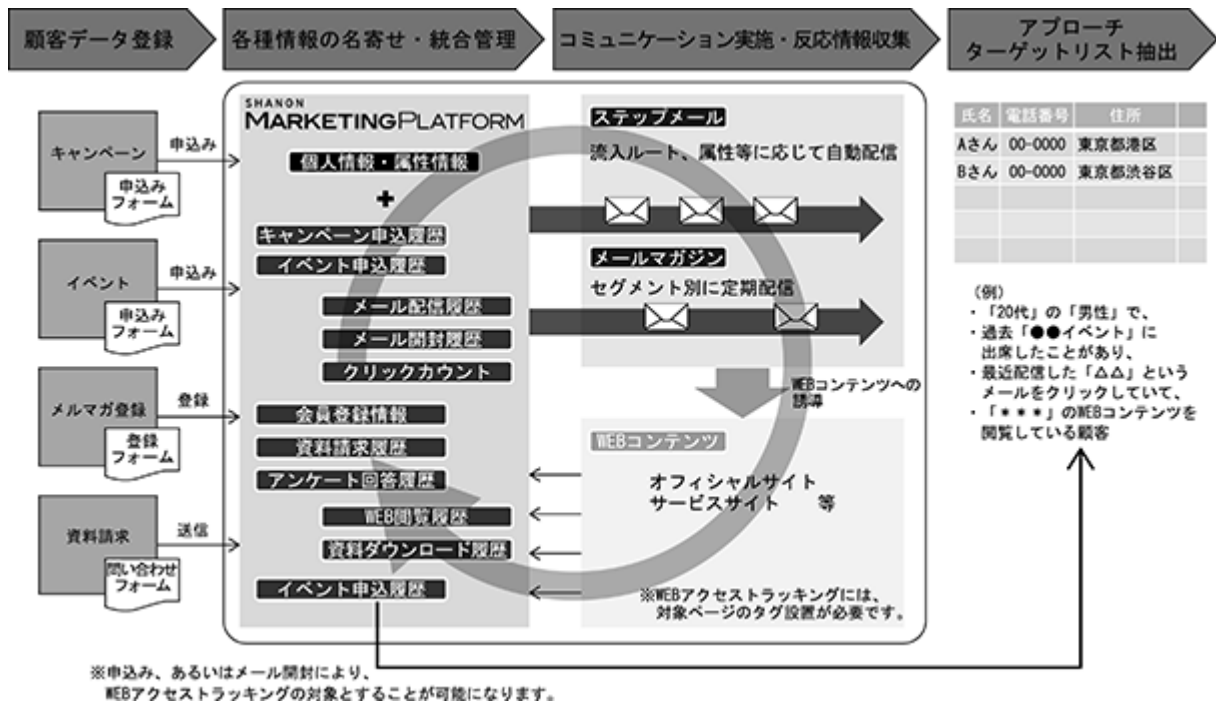 顧客データ登録
各種情報の名寄せ・統合管理
コミュニケーション実施・反応情報収集
アプローチ
ターゲットリスト抽出
キャンペーン
申込み
フォーム
申込み
イベント
申込み
フォーム
申込み
メルマガ登録
登録
フォーム
登録
資料請求
問い合わせ
フォーム
送信
SHANON
MARKETINGPLATFORM
個人情報・属性情報
+
キャンペーン申込履歴
イベント申込履歴
メール配信履歴
メール開封履歴
クリックカウント
会員登録情報
資料請求履歴
アンケート回答履歴
WEB閲覧履歴
資料ダウンロード履歴
イベント申込履歴
ステップメール
流入ルート、属性等に応じて自動配信
メールマガジン
セグメント別に定期配信
WEBコンテンツへの
誘導
WEBコンテンツ
オフィシャルサイト
サービスサイト 等
※WEBアクセストラッキングには、
対象ページのタグ設置が必要です。
氏名 電話番号 住所
Aさん 00-0000 東京都港区
Bさん 00-0000 東京都渋谷区
(例)
・「20代」の「男性」で、
・過去「●●イベント」に
出席したことがあり、
・最近配信した「△△」という
メールをクリックしていて、
・「＊＊＊」のWEBコンテンツを
閲覧している顧客
※申込み、あるいはメール開封により、
WEBアクセストラッキングの対象とすることが可能になります。